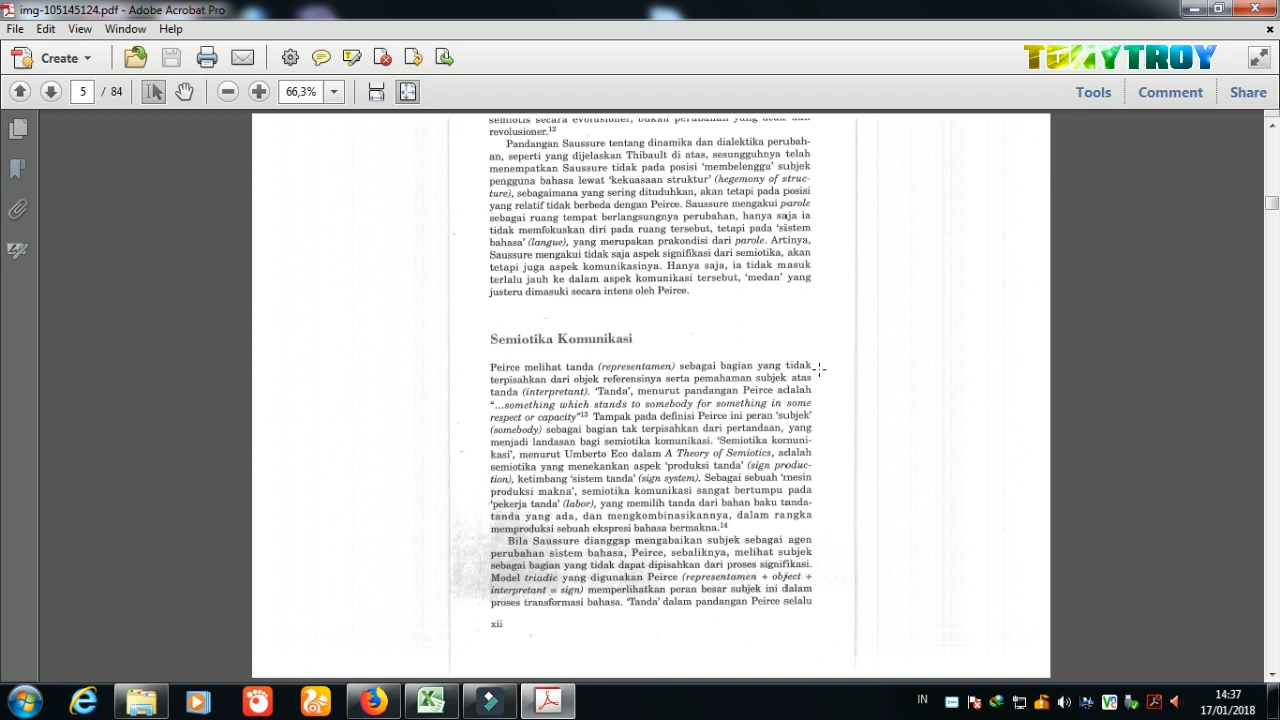 img-105145124.pdf - Adobe Acrobat Pro
File Edit View Window Help
Create
TOMYTROY
5 / 84 66,3% Tools Comment Share
semiotis secara evolusioner, bukan perubahan yang acak dan
revolusioner.12
Pandangan Saussure tentang dinamika dan dialektika perubah-
an, seperti yang dijelaskan Thibault di atas, sesungguhnya telah
menempatkan Saussure tidak pada posisi 'membelenggu' subjek
pengguna bahasa lewat 'kekuasaan struktur' (hegemony of struc-
ture), sebagaimana yang sering dituduhkan, akan tetapi pada posisi
yang relatif tidak berbeda dengan Peirce. Saussure mengakui parole
sebagai ruang tempat berlangsungnya perubahan, hanya saja ia
tidak memfokuskan diri pada ruang tersebut, tetapi pada 'sistem
bahasa' (langue), yang merupakan prakondisi dari parole. Artinya,
Saussure mengakui tidak saja aspek signifikasi dari semiotika, akan
tetapi juga aspek komunikasinya. Hanya saja, ia tidak masuk
terlalu jauh ke dalam aspek komunikasi tersebut, 'medan' yang
justeru dimasuki secara intens oleh Peirce.
Semiotika Komunikasi
Peirce melihat tanda (representamen) sebagai bagian yang tidak
terpisahkan dari objek referensinya serta pemahaman subjek atas
tanda (interpretant). 'Tanda', menurut pandangan Peirce adalah
"...something which stands to somebody for something in some
respect or capacity"13 Tampak pada definisi Peirce ini peran 'subjek'
(somebody) sebagai bagian tak terpisahkan dari pertandaan, yang
menjadi landasan bagi semiotika komunikasi. 'Semiotika komuni-
kasi', menurut Umberto Eco dalam A Theory of Semiotics, adalah
semiotika yang menekankan aspek 'produksi tanda' (sign produc-
tion), ketimbang 'sistem tanda' (sign system). Sebagai sebuah 'mesin
produksi makna', semiotika komunikasi sangat bertumpu pada
'pekerja tanda' (labor), yang memilih tanda dari bahan baku tanda-
tanda yang ada, dan mengkombinasikannya, dalam rangka
memproduksi sebuah ekspresi bahasa bermakna.14
Bila Saussure dianggap mengabaikan subjek sebagai agen
perubahan sistem bahasa, Peirce, sebaliknya, melihat subjek
sebagai bagian yang tidak dapat dipisahkan dari proses signifikasi.
Model triadic yang digunakan Peirce (representamen + object +
interpretant = sign) memperlihatkan peran besar subjek ini dalam
proses transformasi bahasa. 'Tanda' dalam pandangan Peirce selalu
xii
IN 14:37
17/01/2018